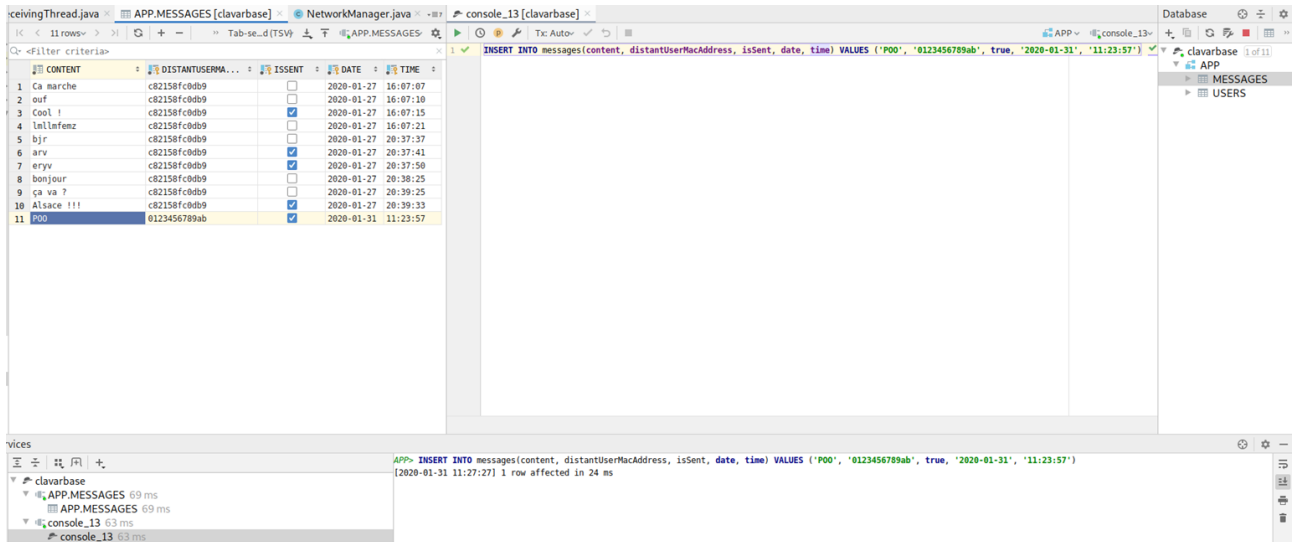 ceivingThread.java APP.MESSAGES [clavarbase] NetworkManager.java console_13 [clavarbase] Database
11 rows Tab-se...d (TSV) APP.MESSAGES Tx: Auto APP console_13
<Filter criteria> 1 INSERT INTO messages(content, distantUserMacAddress, isSent, date, time) VALUES ('POO', '0123456789ab', true, '2020-01-31', '11:23:57') clavarbase 1 of 11
APP
CONTENT DISTANTUSERMA... ISSENT DATE TIME MESSAGES
1 Ca marche c82158fc0db9 2020-01-27 16:07:07 USERS
2 ouf c82158fc0db9 2020-01-27 16:07:10
3 Cool ! c82158fc0db9 2020-01-27 16:07:15
4 lmllmfemz c82158fc0db9 2020-01-27 16:07:21
5 bjr c82158fc0db9 2020-01-27 20:37:37
6 arv c82158fc0db9 2020-01-27 20:37:41
7 eryv c82158fc0db9 2020-01-27 20:37:50
8 bonjour c82158fc0db9 2020-01-27 20:38:25
9 ça va ? c82158fc0db9 2020-01-27 20:39:25
10 Alsace !!! c82158fc0db9 2020-01-27 20:39:33
11 POO 0123456789ab 2020-01-31 11:23:57
rvices
APP> INSERT INTO messages(content, distantUserMacAddress, isSent, date, time) VALUES ('POO', '0123456789ab', true, '2020-01-31', '11:23:57')
[2020-01-31 11:27:27] 1 row affected in 24 ms
clavarbase
APP.MESSAGES 69 ms
APP.MESSAGES 69 ms
console_13 63 ms
console_13 63 ms